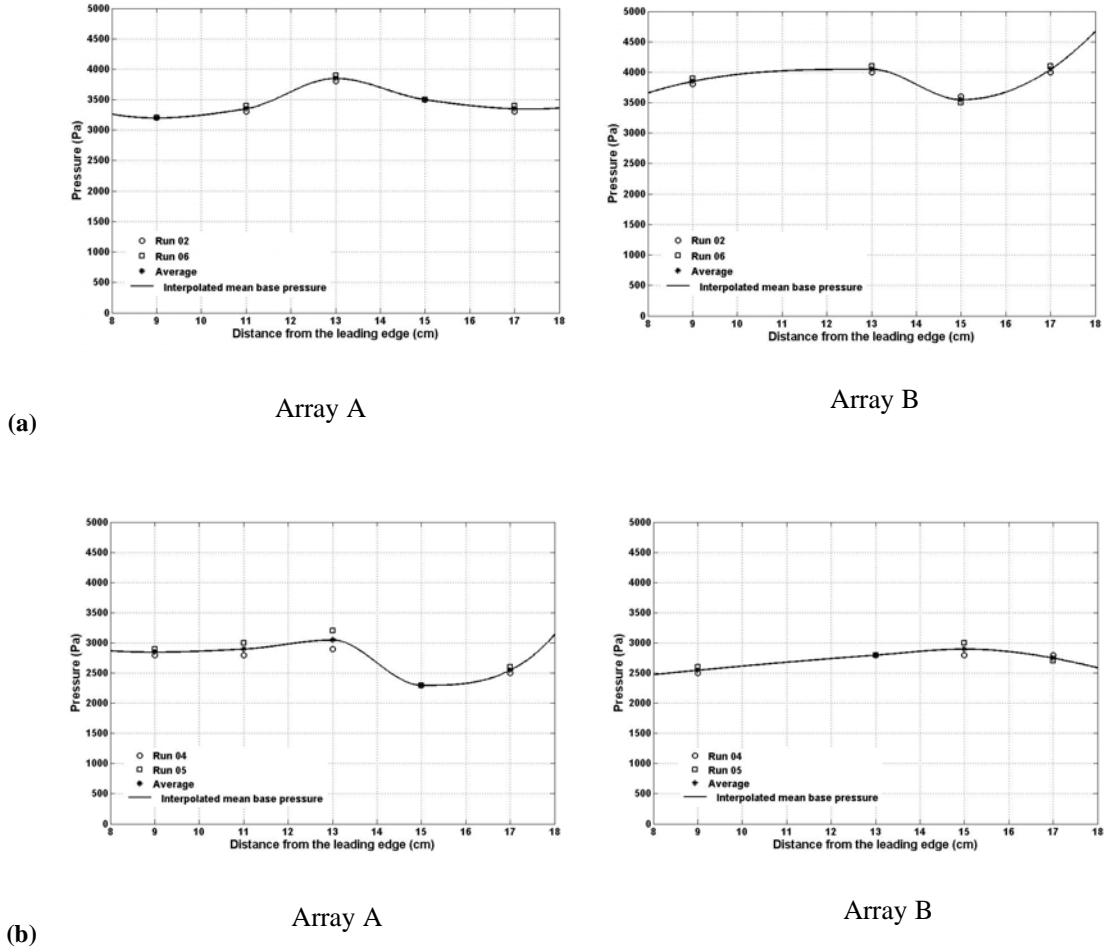 5000
4500
4000
3500
3000
2500
2000
1500
1000
500
0
Pressure (Pa)
Run 02
Run 06
Average
Interpolated mean base pressure
8 9 10 11 12 13 14 15 16 17 18
Distance from the leading edge (cm)
5000
4500
4000
3500
3000
2500
2000
1500
1000
500
0
Pressure (Pa)
Run 02
Run 06
Average
Interpolated mean base pressure
8 9 10 11 12 13 14 15 16 17 18
Distance from the leading edge (cm)
(a)
Array A
Array B
5000
4500
4000
3500
3000
2500
2000
1500
1000
500
0
Pressure (Pa)
Run 04
Run 05
Average
Interpolated mean base pressure
8 9 10 11 12 13 14 15 16 17 18
Distance from the leading edge (cm)
5000
4500
4000
3500
3000
2500
2000
1500
1000
500
0
Pressure (Pa)
Run 04
Run 05
Average
Interpolated mean base pressure
8 9 10 11 12 13 14 15 16 17 18
Distance from the leading edge (cm)
(b)
Array A
Array B